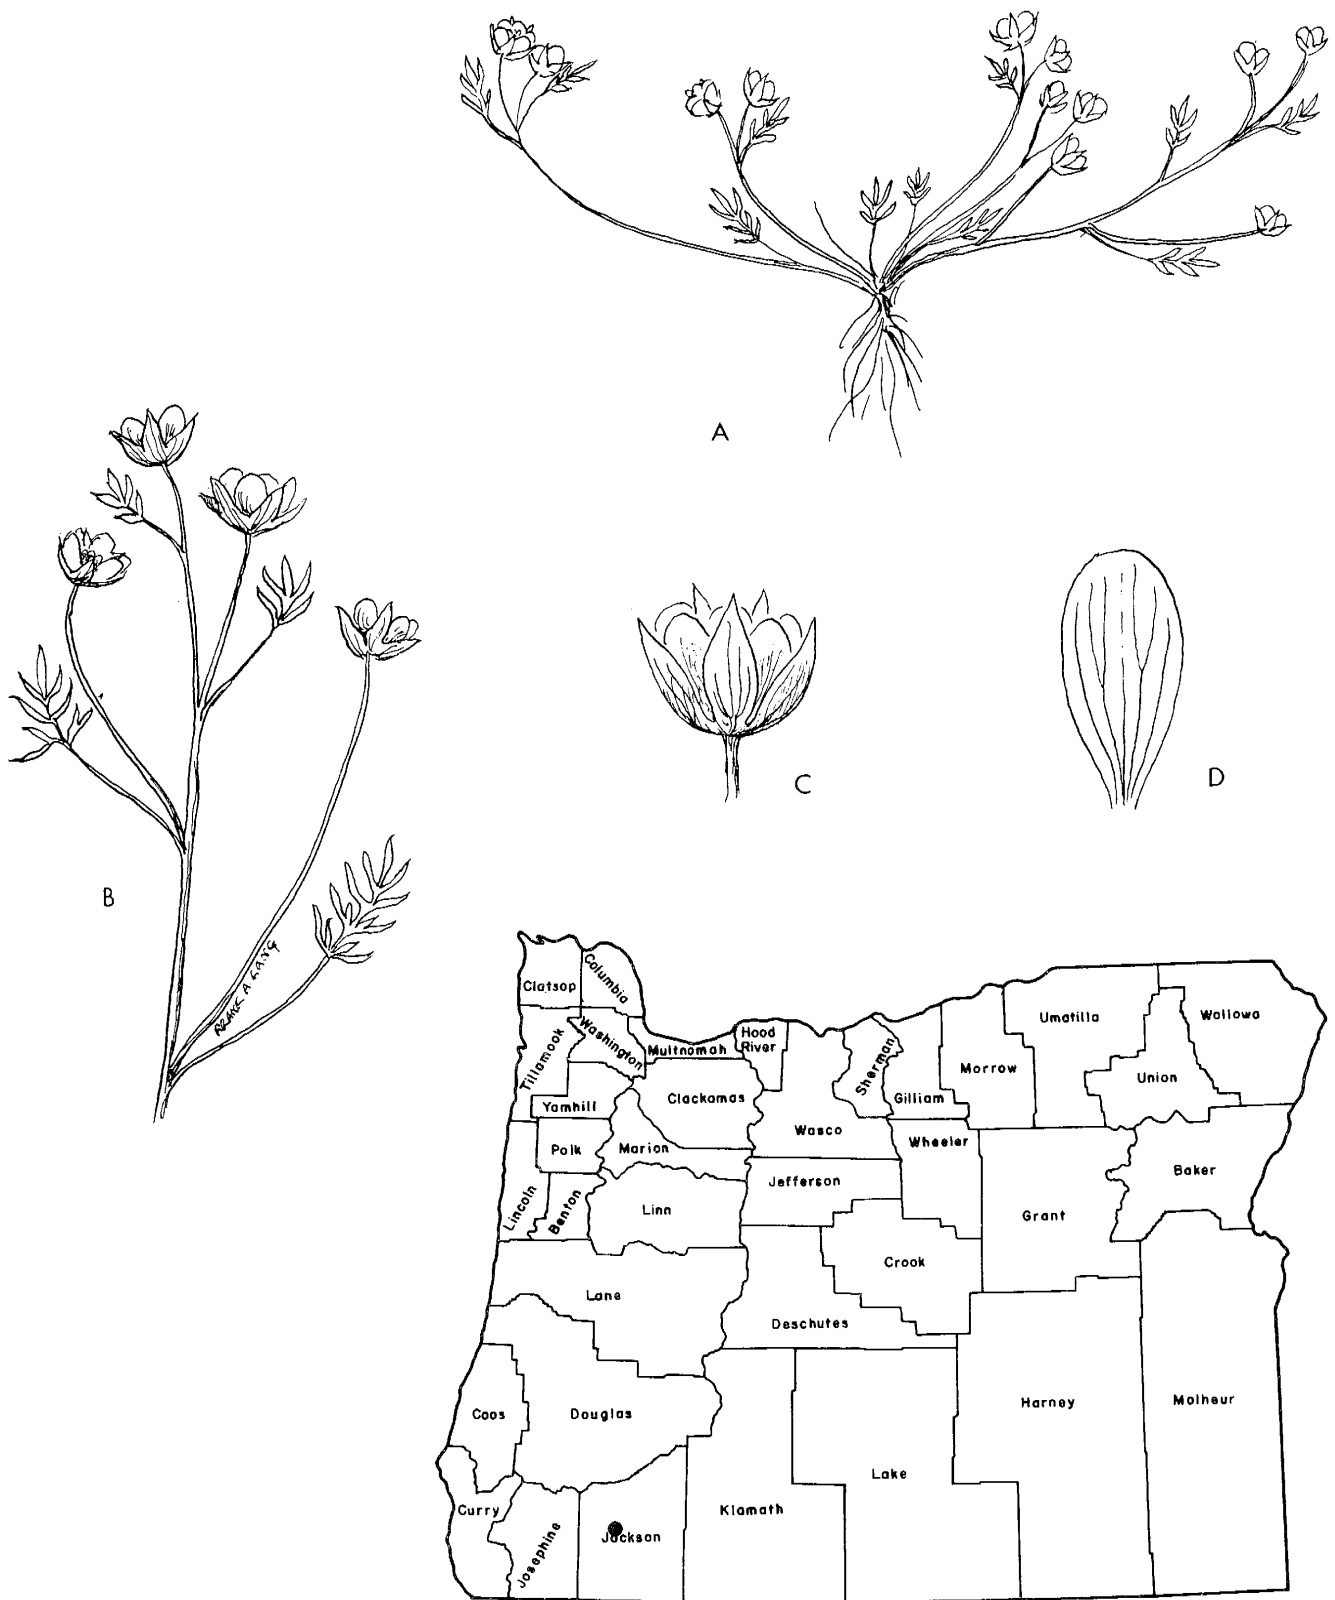 A
B
C
D
Clatsop
Columbia
Tillamook
Washington
Multnomah
Hood
River
Yamhill
Clackamas
Sherman
Gilliam
Morrow
Umatilla
Union
Wallowa
Polk
Marion
Wasco
Wheeler
Lincoln
Benton
Linn
Jefferson
Grant
Baker
Crook
Lane
Deschutes
Coos
Douglas
Harney
Malheur
Lake
Klamath
Curry
Josephine
Jackson